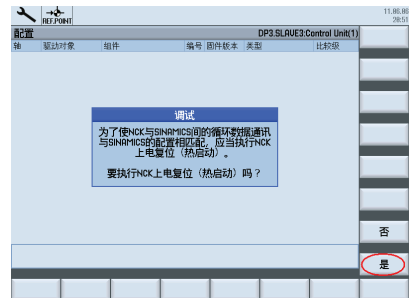 REF.POINT
11.06.06
20:51
配置
DP3.SLAVE3:Control Unit(1)
轴 驱动对象 组件 编号 固件版本 类型 比较级
调试
为了使NCK与SINAMICS间的循环数据通讯
与SINAMICS的配置相匹配，应当执行NCK
上电复位（热启动）。
要执行NCK上电复位（热启动）吗？
否
是